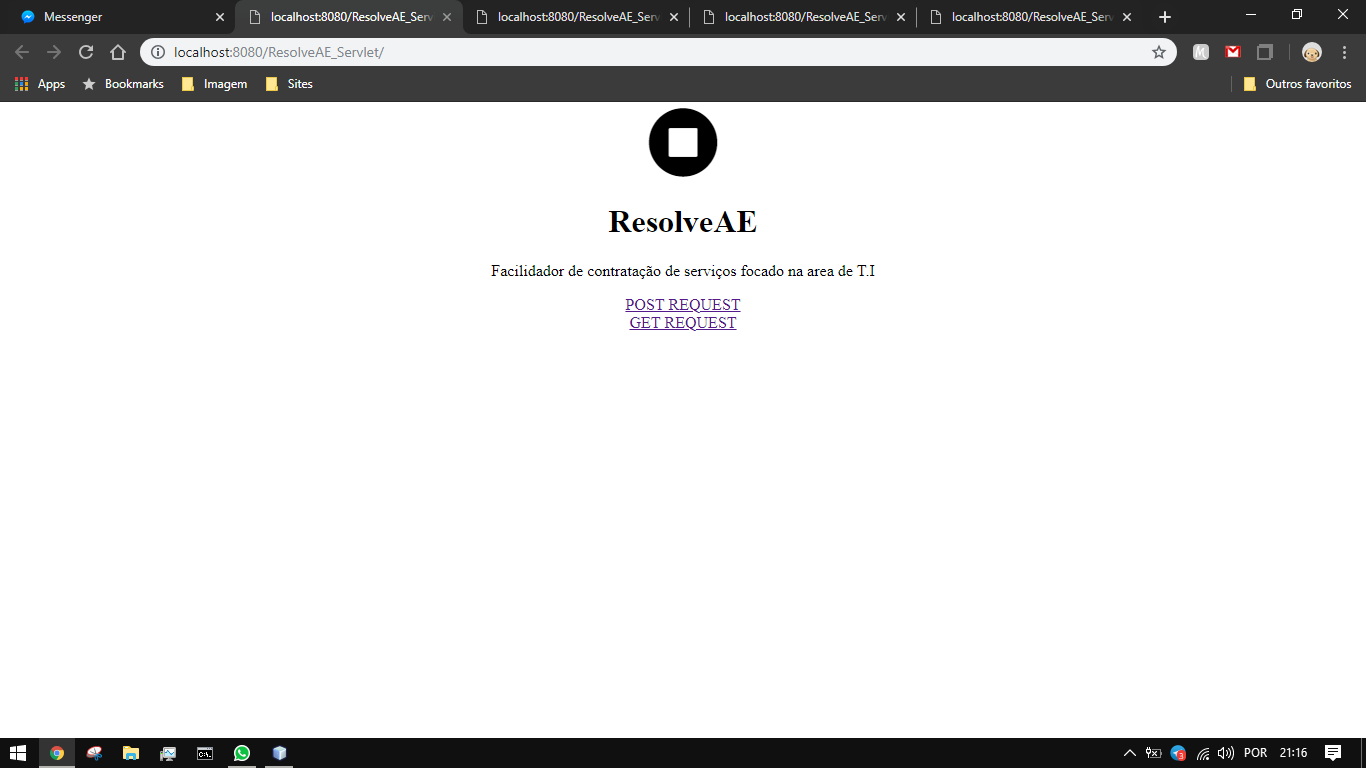 Messenger
localhost:8080/ResolveAE_Serv
localhost:8080/ResolveAE_Serv
localhost:8080/ResolveAE_Serv
localhost:8080/ResolveAE_Serv
localhost:8080/ResolveAE_Servlet/
Apps
Bookmarks
Imagem
Sites
Outros favoritos
ResolveAE
Facilidador de contratação de serviços focado na area de T.I
POST REQUEST
GET REQUEST
C:\.
3
POR
21:16